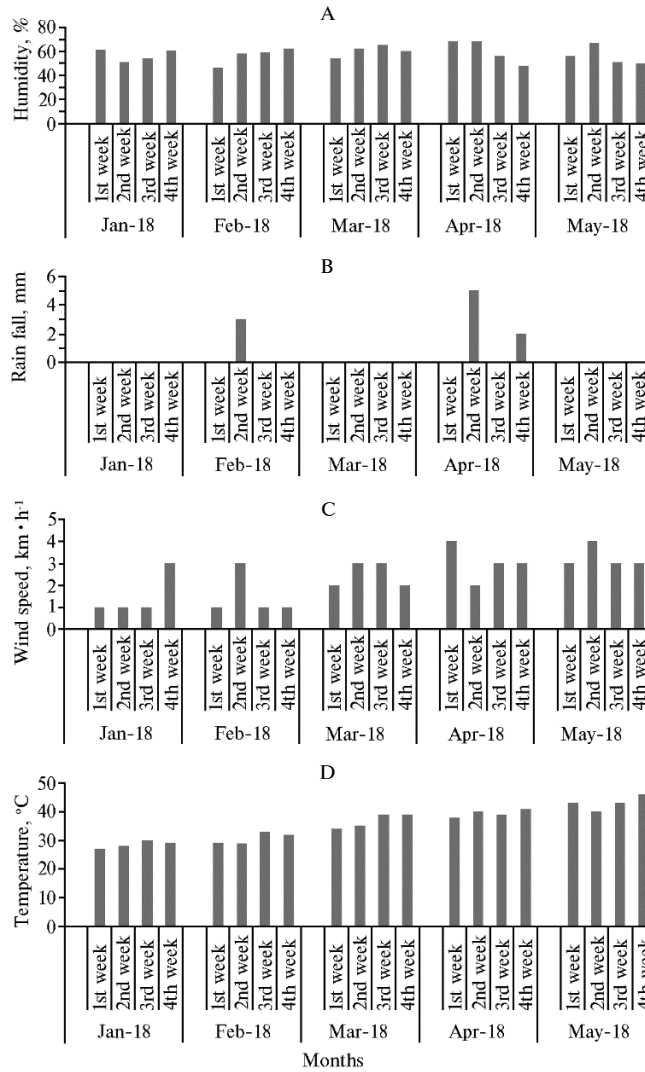 A
Humidity, %
80
60
40
20
0
1st week 2nd week 3rd week 4th week 1st week 2nd week 3rd week 4th week 1st week 2nd week 3rd week 4th week 1st week 2nd week 3rd week 4th week 1st week 2nd week 3rd week 4th week
Jan-18 Feb-18 Mar-18 Apr-18 May-18
B
Rain fall, mm
6
4
2
0
1st week 2nd week 3rd week 4th week 1st week 2nd week 3rd week 4th week 1st week 2nd week 3rd week 4th week 1st week 2nd week 3rd week 4th week 1st week 2nd week 3rd week 4th week
Jan-18 Feb-18 Mar-18 Apr-18 May-18
C
Wind speed, km·h⁻¹
5
4
3
2
1
0
1st week 2nd week 3rd week 4th week 1st week 2nd week 3rd week 4th week 1st week 2nd week 3rd week 4th week 1st week 2nd week 3rd week 4th week 1st week 2nd week 3rd week 4th week
Jan-18 Feb-18 Mar-18 Apr-18 May-18
D
Temperature, °C
50
40
30
20
10
0
1st week 2nd week 3rd week 4th week 1st week 2nd week 3rd week 4th week 1st week 2nd week 3rd week 4th week 1st week 2nd week 3rd week 4th week 1st week 2nd week 3rd week 4th week
Jan-18 Feb-18 Mar-18 Apr-18 May-18
Months